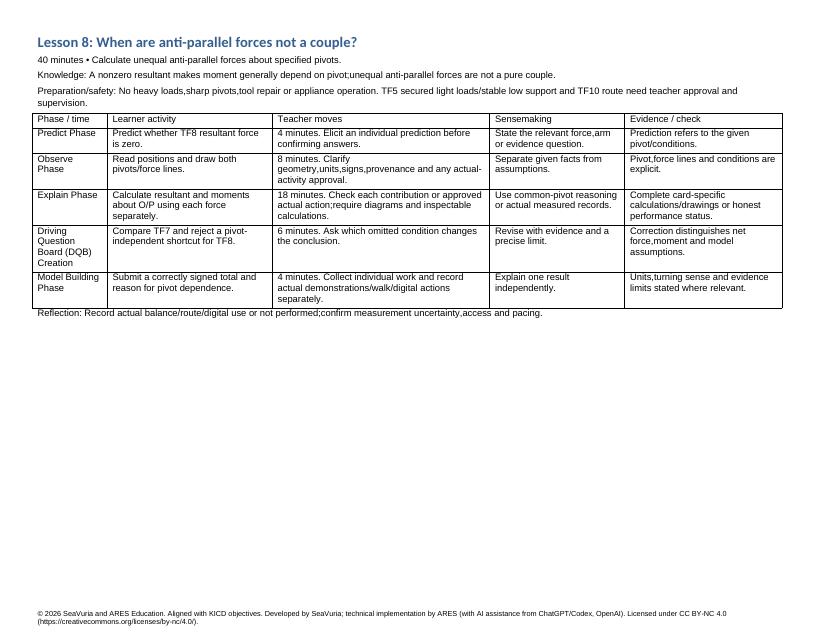 Lesson 8: When are anti-parallel forces not a couple?
40 minutes • Calculate unequal anti-parallel forces about specified pivots.
Knowledge: A nonzero resultant makes moment generally depend on pivot;unequal anti-parallel forces are not a pure couple.
Preparation/safety: No heavy loads,sharp pivots,tool repair or appliance operation. TF5 secured light loads/stable low support and TF10 route need teacher approval and
supervision.
Phase / time
Learner activity
Teacher moves
Sensemaking
Evidence / check
Predict Phase
Predict whether TF8 resultant force
is zero.
4 minutes. Elicit an individual prediction before
confirming answers.
State the relevant force,arm
or evidence question.
Prediction refers to the given
pivot/conditions.
Observe
Phase
Read positions and draw both
pivots/force lines.
8 minutes. Clarify
geometry,units,signs,provenance and any actual-
activity approval.
Separate given facts from
assumptions.
Pivot,force lines and conditions are
explicit.
Explain Phase
Calculate resultant and moments
about O/P using each force
separately.
18 minutes. Check each contribution or approved
actual action;require diagrams and inspectable
calculations.
Use common-pivot reasoning
or actual measured records.
Complete card-specific
calculations/drawings or honest
performance status.
Driving
Question
Board (DQB)
Creation
Compare TF7 and reject a pivot-
independent shortcut for TF8.
6 minutes. Ask which omitted condition changes
the conclusion.
Revise with evidence and a
precise limit.
Correction distinguishes net
force,moment and model
assumptions.
Model Building
Phase
Submit a correctly signed total and
reason for pivot dependence.
4 minutes. Collect individual work and record
actual demonstrations/walk/digital actions
separately.
Explain one result
independently.
Units,turning sense and evidence
limits stated where relevant.
Reflection: Record actual balance/route/digital use or not performed;confirm measurement uncertainty,access and pacing.
© 2026 SeaVuria and ARES Education. Aligned with KICD objectives. Developed by SeaVuria; technical implementation by ARES (with AI assistance from ChatGPT/Codex, OpenAI). Licensed under CC BY-NC 4.0
(https://creativecommons.org/licenses/by-nc/4.0/).